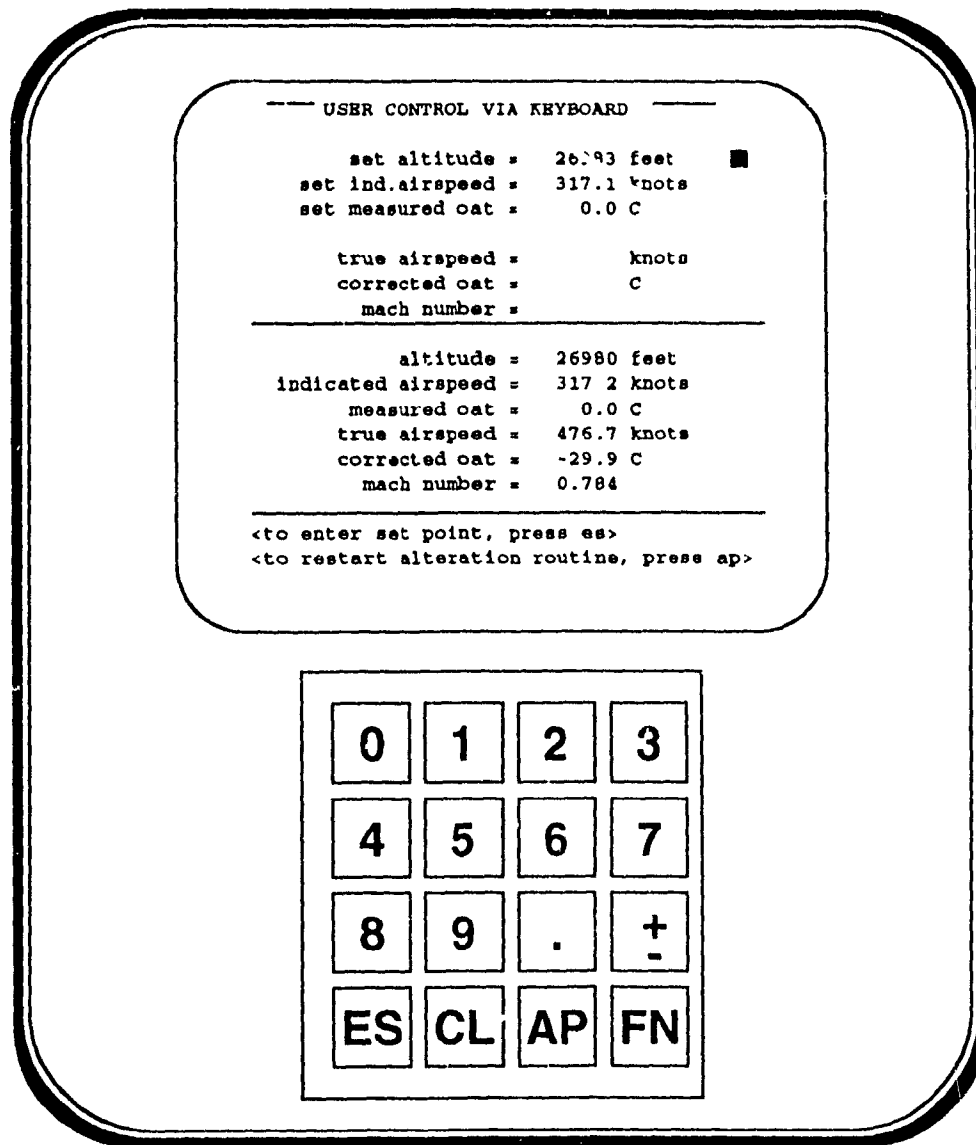 USER CONTROL VIA KEYBOARD
set altitude = feet
set ind.airspeed = 317.1 knots
set measured oat = 0.0 C
true airspeed = knots
corrected oat = C
mach number =
altitude = 26980 feet
indicated airspeed = 317 2 knots
measured oat = 0.0 C
true airspeed = 476.7 knots
corrected oat = -29.9 C
mach number = 0.784
<to enter set point, press es>
<to restart alteration routine, press ap>
0 1 2 3
4 5 6 7
8 9 . ±
ES CL AP FN